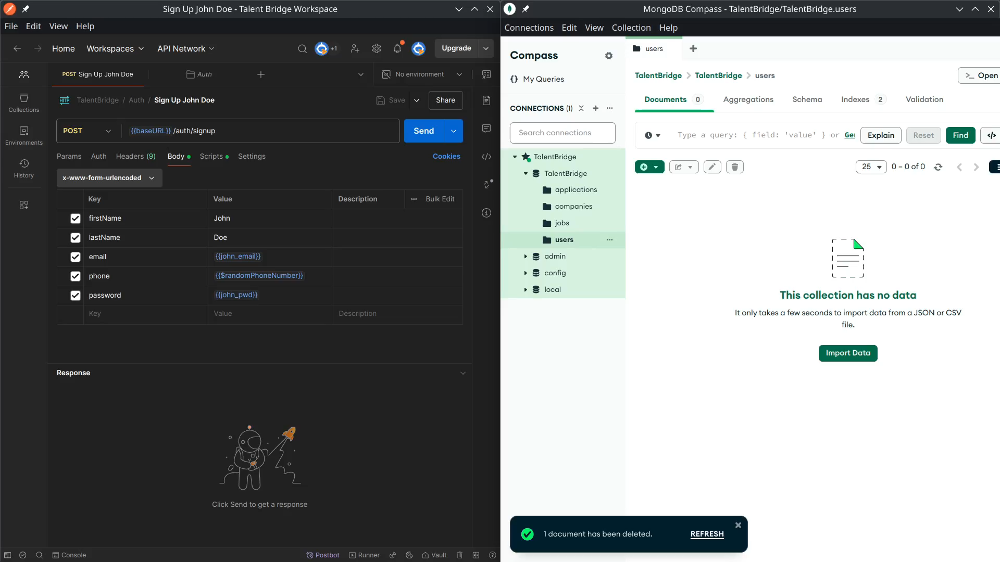 Sign Up John Doe - Talent Bridge Workspace
File Edit View Help
Home Workspaces API Network +1 Upgrade
POST Sign Up John Doe Auth No environment
HTTP TalentBridge / Auth / Sign Up John Doe Save Share
POST {{baseURL}} /auth/signup Send
Params Auth Headers (9) Body Scripts Settings Cookies
x-www-form-urlencoded
Key Value Description Bulk Edit
firstName John
lastName Doe
email {{john_email}}
phone {{$randomPhoneNumber}}
password {{john_pwd}}
Key Value Description
Collections
Environments
History
Response
Click Send to get a response
Console Postbot Runner Vault
MongoDB Compass - TalentBridge/TalentBridge.users
Connections Edit View Collection Help
Compass
{} My Queries
CONNECTIONS (1)
Search connections
TalentBridge
TalentBridge
applications
companies
jobs
users
admin
config
local
users
TalentBridge > TalentBridge > users
>_ Open
Documents 0 Aggregations Schema Indexes 2 Validation
Type a query: { field: 'value' } or Ger Explain Reset Find </>
25 0 – 0 of 0
This collection has no data
It only takes a few seconds to import data from a JSON or CSV
file.
Import Data
1 document has been deleted. REFRESH